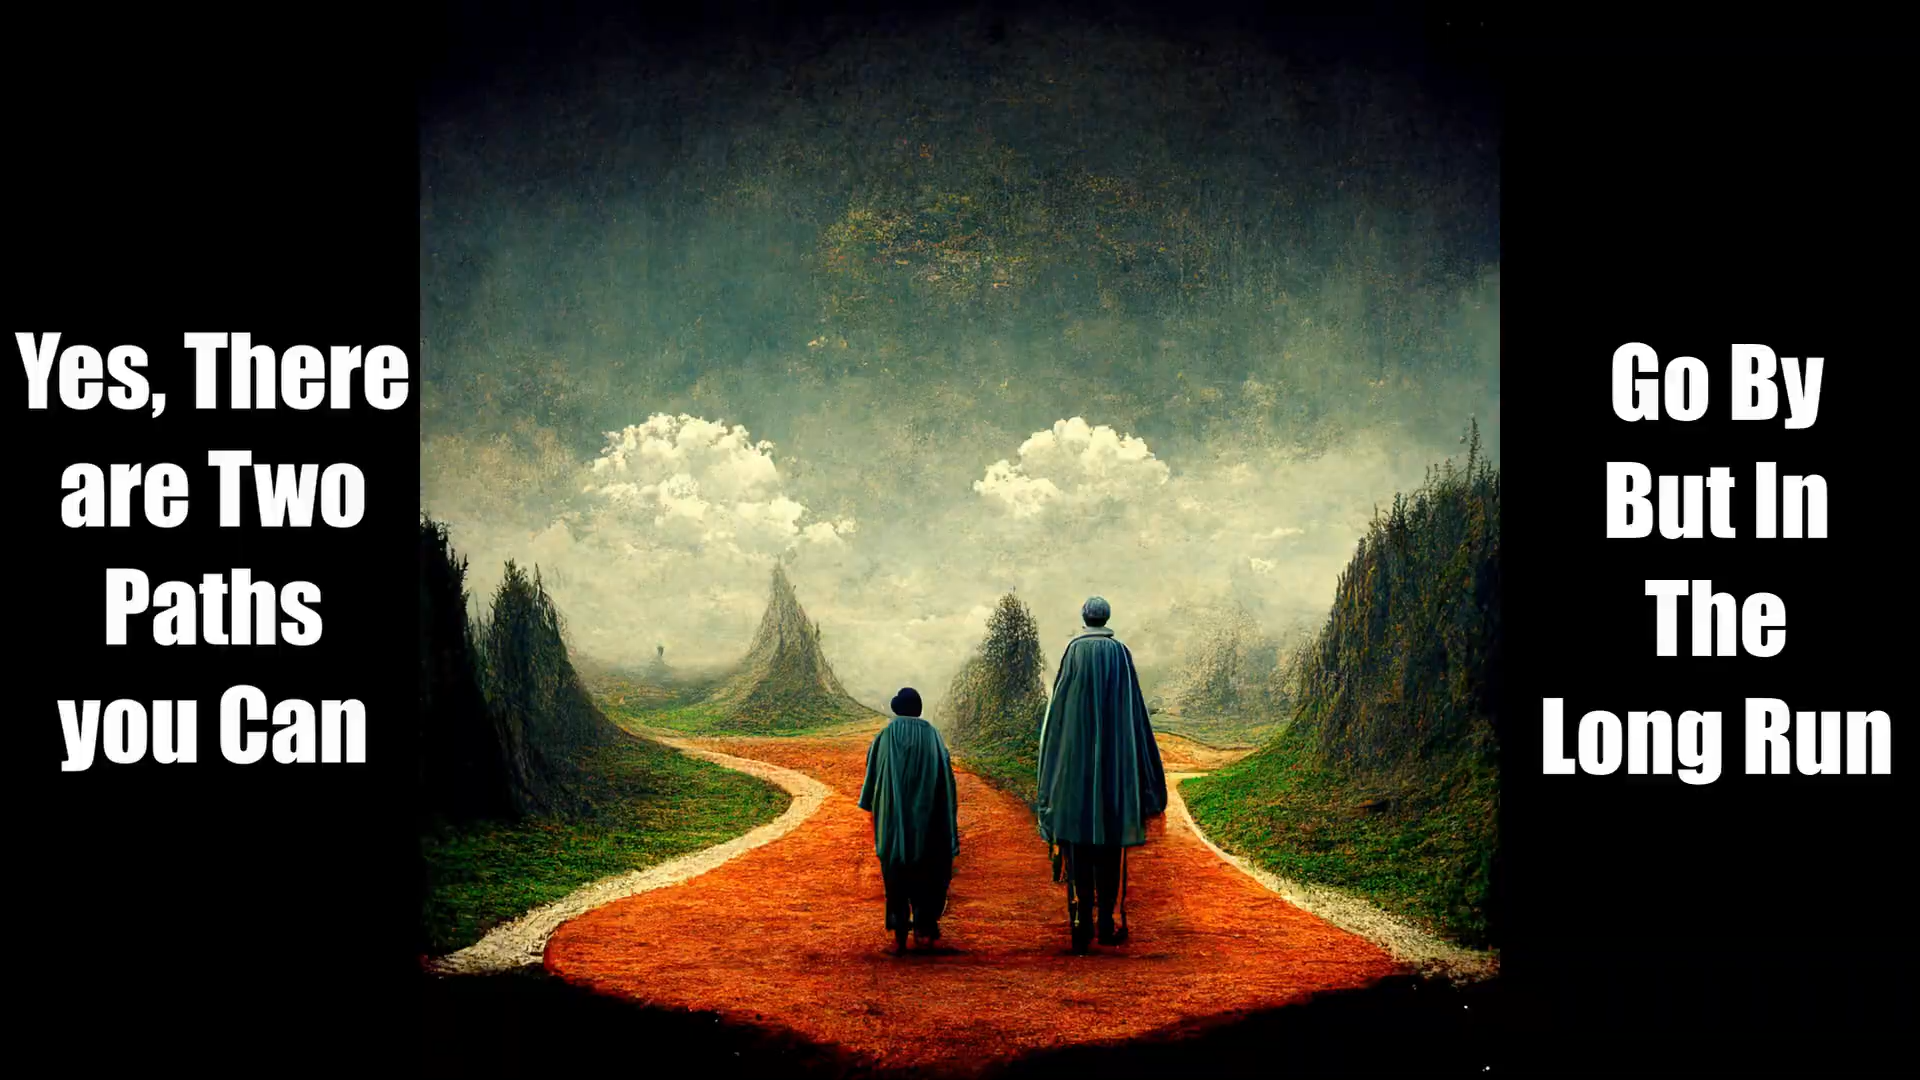 Yes, There
are Two
Paths
you Can
Go By
But In
The
Long Run